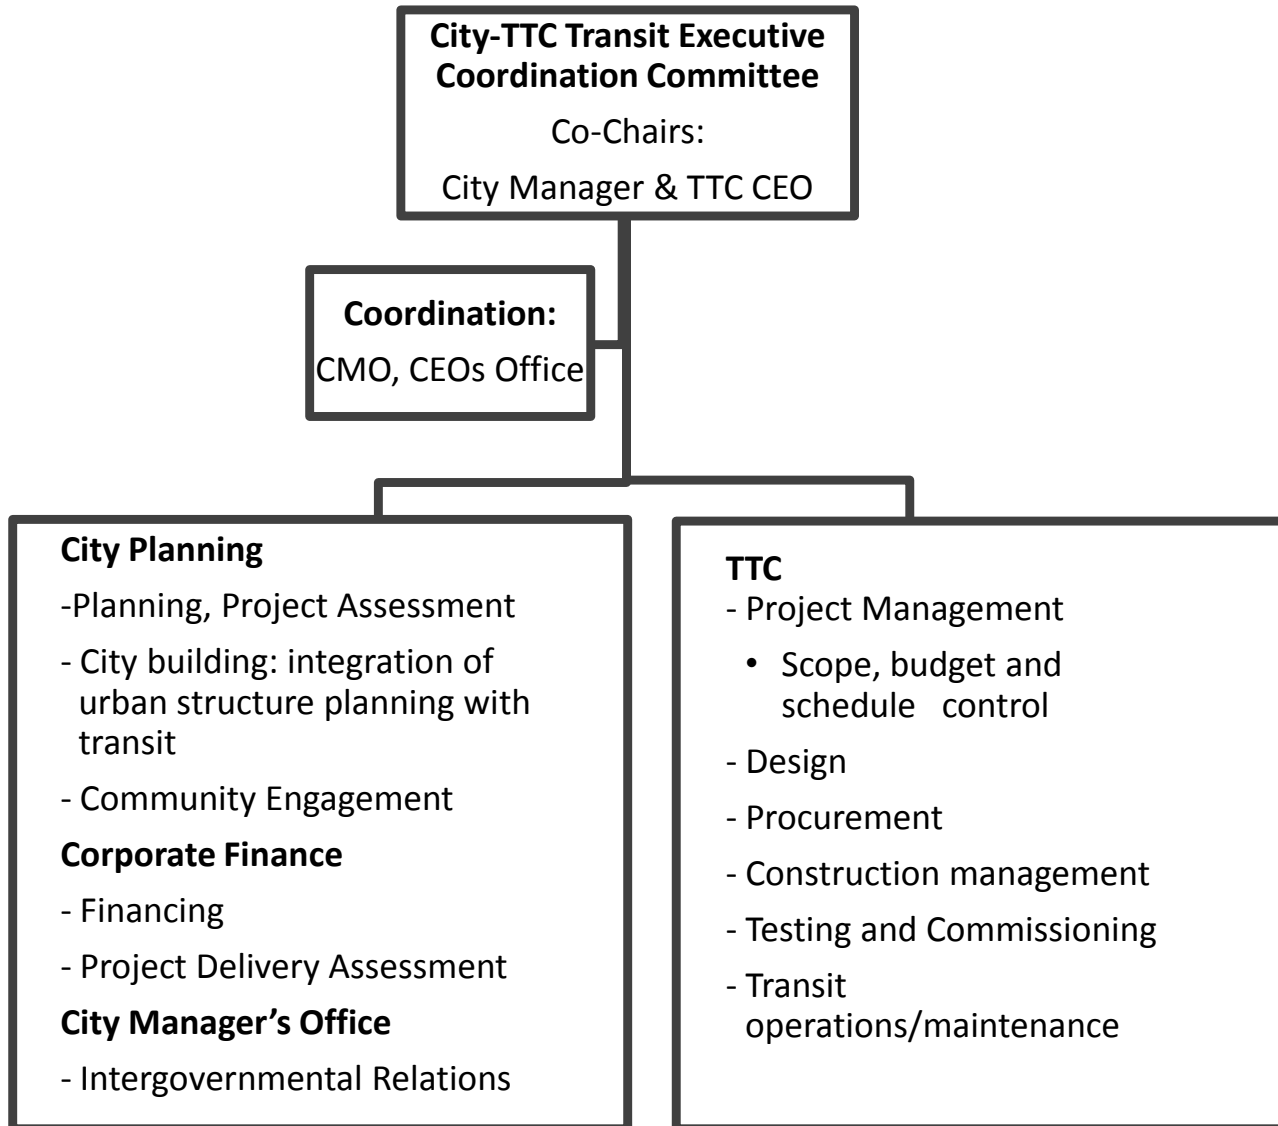 City-TTC Transit Executive
Coordination Committee
Co-Chairs:
City Manager & TTC CEO
Coordination:
CMO, CEOs Office
City Planning
-Planning, Project Assessment
- City building: integration of
urban structure planning with
transit
- Community Engagement
Corporate Finance
- Financing
- Project Delivery Assessment
City Manager’s Office
- Intergovernmental Relations
TTC
- Project Management
• Scope, budget and
schedule control
- Design
- Procurement
- Construction management
- Testing and Commissioning
- Transit
operations/maintenance